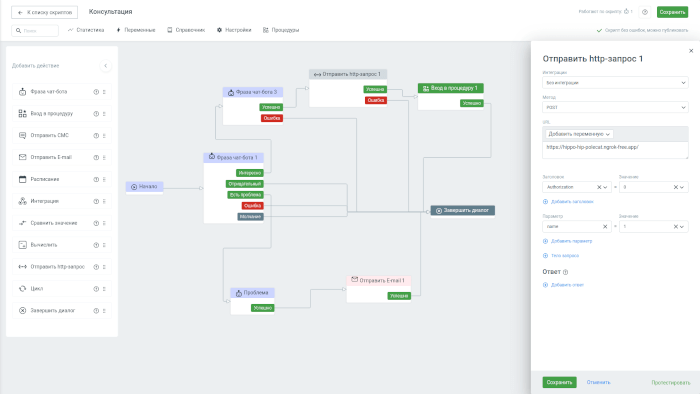 К списку скриптов
Консультация
Работает по скрипту
1
Сохранить
Поиск
Статистика
Переменные
Справочник
Настройки
Процедуры
Скрипт без ошибок, можно публиковать
Добавить действие
Фраза чат-бота
Вход в процедуру
Отправить СМС
Отправить E-mail
Расписание
Интеграция
Сравнить значение
Вычислить
Отправить http-запрос
Цикл
Завершить диалог
Начало
Фраза чат-бота 3
Успешно
Ошибка
Фраза чат-бота 1
Интересно
Отрицательный
Есть проблема
Ошибка
Молчание
Отправить http-запрос 1
Успешно
Ошибка
Вход в процедуру 1
Успешно
Завершить диалог
Проблема
Успешно
Отправить E-mail 1
Успешно
Отправить http-запрос 1
Интеграция
Без интеграции
Метод
POST
URL
Добавить переменную
https://hippo-hip-polecat.ngrok-free.app/
Заголовок
Значение
Authorization
=
Добавить заголовок
Параметр
Значение
name
=
1
Добавить параметр
Тело запроса
Ответ
Добавить ответ
Сохранить
Отменить
Протестировать